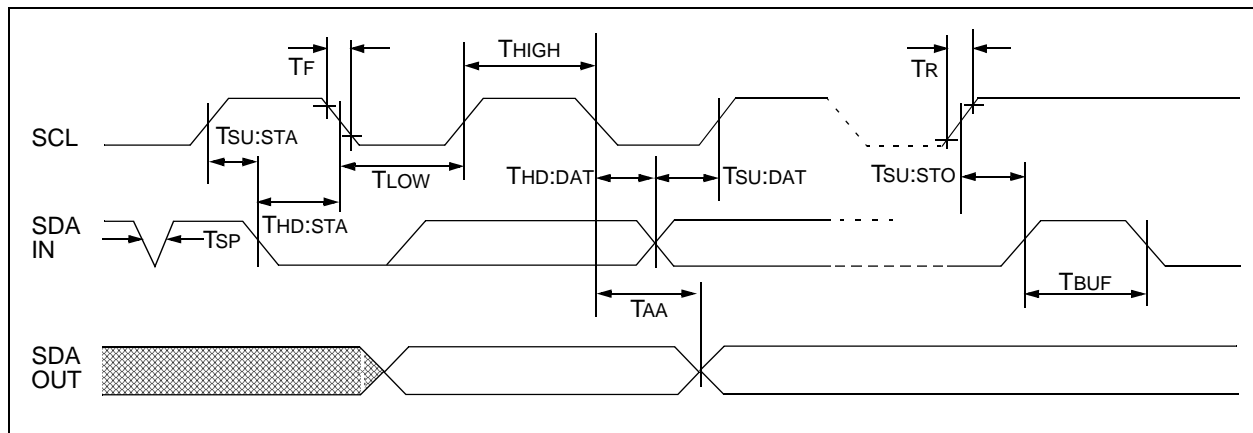 TF
THIGH
TR
SCL
TSU:STA
TLOW
THD:DAT
TSU:DAT
TSU:STO
SDA
IN
TSP
THD:STA
TAA
TBUF
SDA
OUT